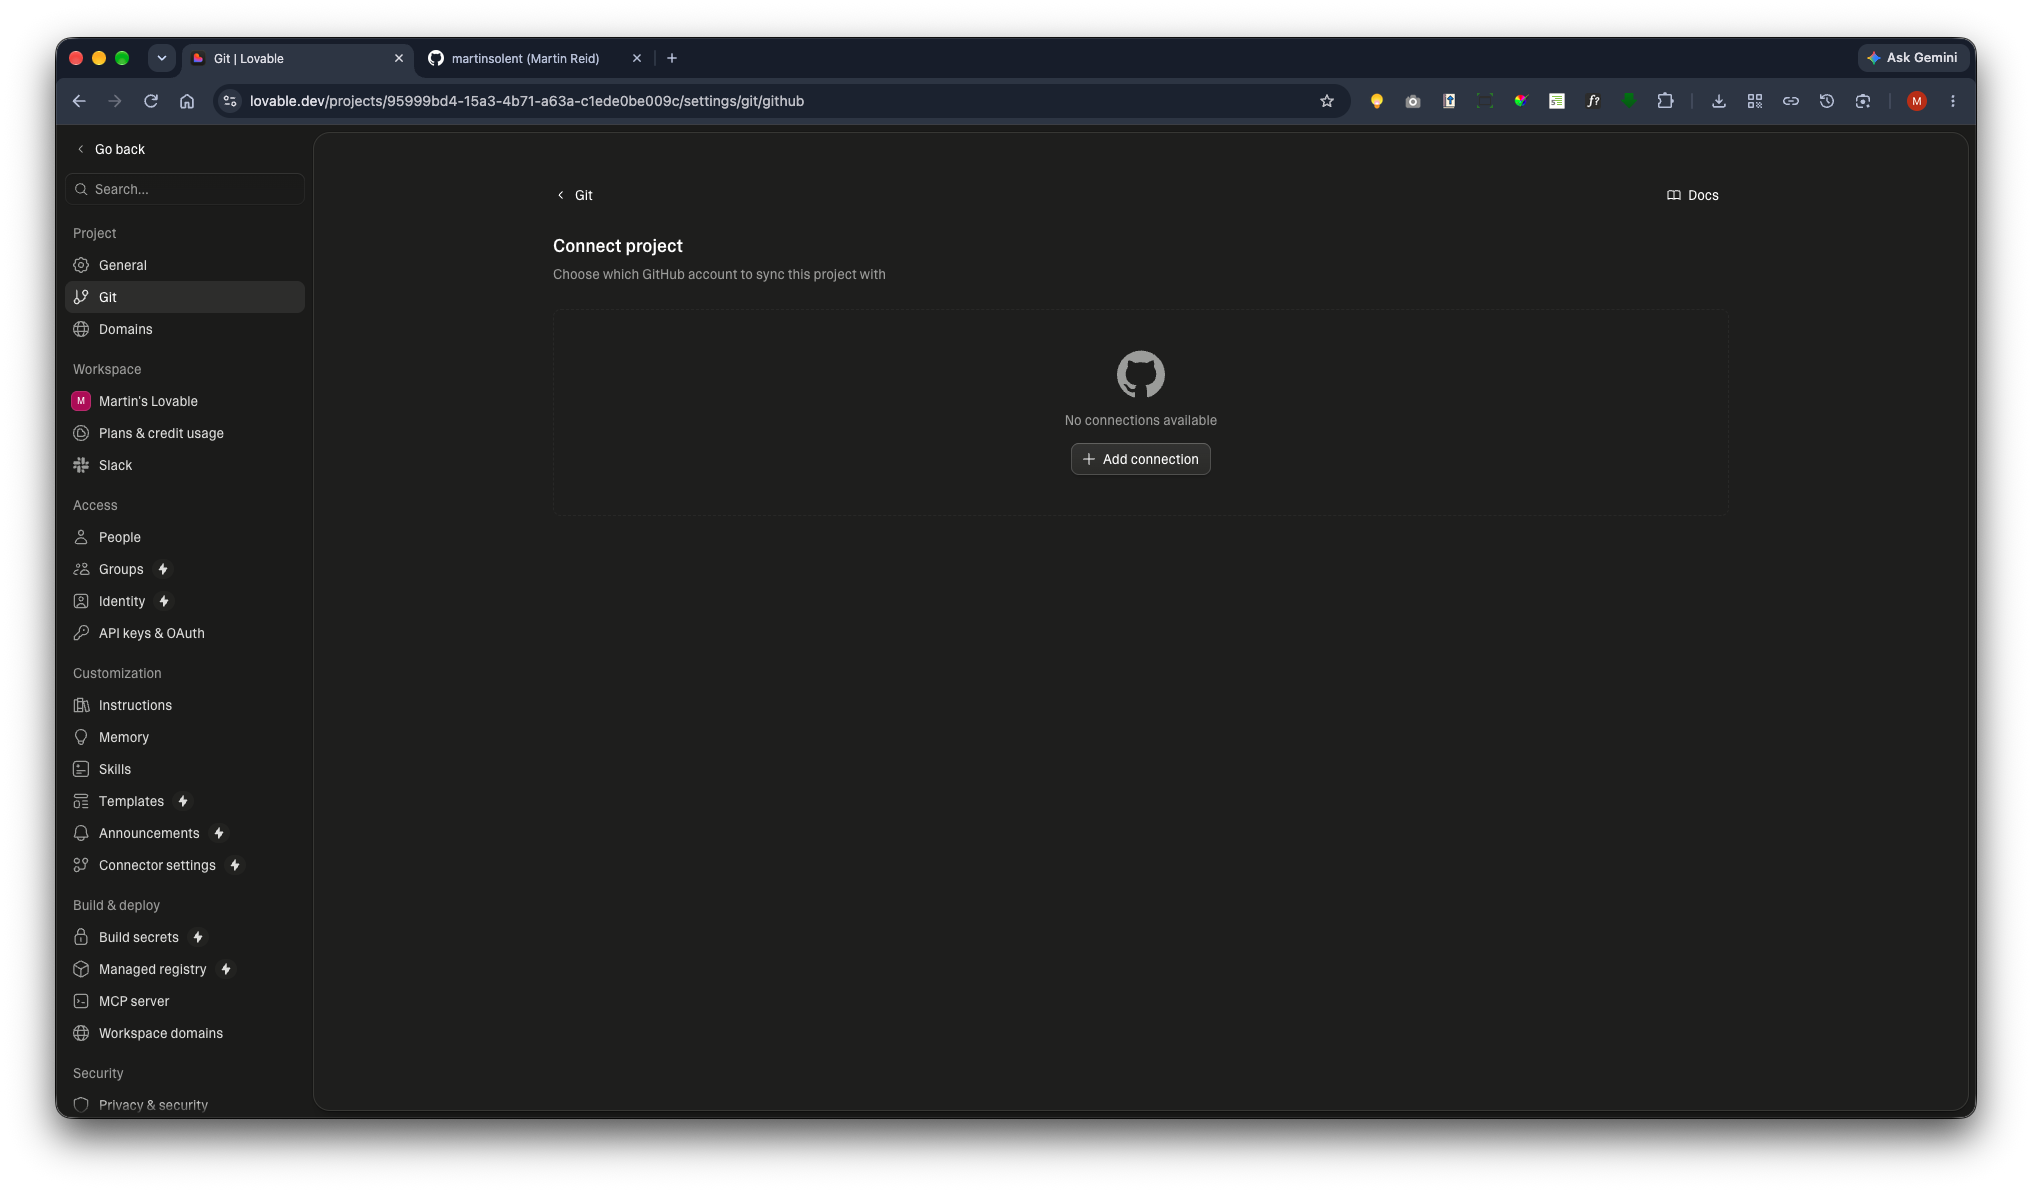 Git | Lovable
martinsolent (Martin Reid)
Ask Gemini
lovable.dev/projects/95999bd4-15a3-4b71-a63a-c1ede0be009c/settings/git/github
f?
M
Go back
Search...
Project
General
Git
Domains
Workspace
M Martin's Lovable
Plans & credit usage
Slack
Access
People
Groups
Identity
API keys & OAuth
Customization
Instructions
Memory
Skills
Templates
Announcements
Connector settings
Build & deploy
Build secrets
Managed registry
MCP server
Workspace domains
Security
Privacy & security
Git
Docs
Connect project
Choose which GitHub account to sync this project with
No connections available
Add connection